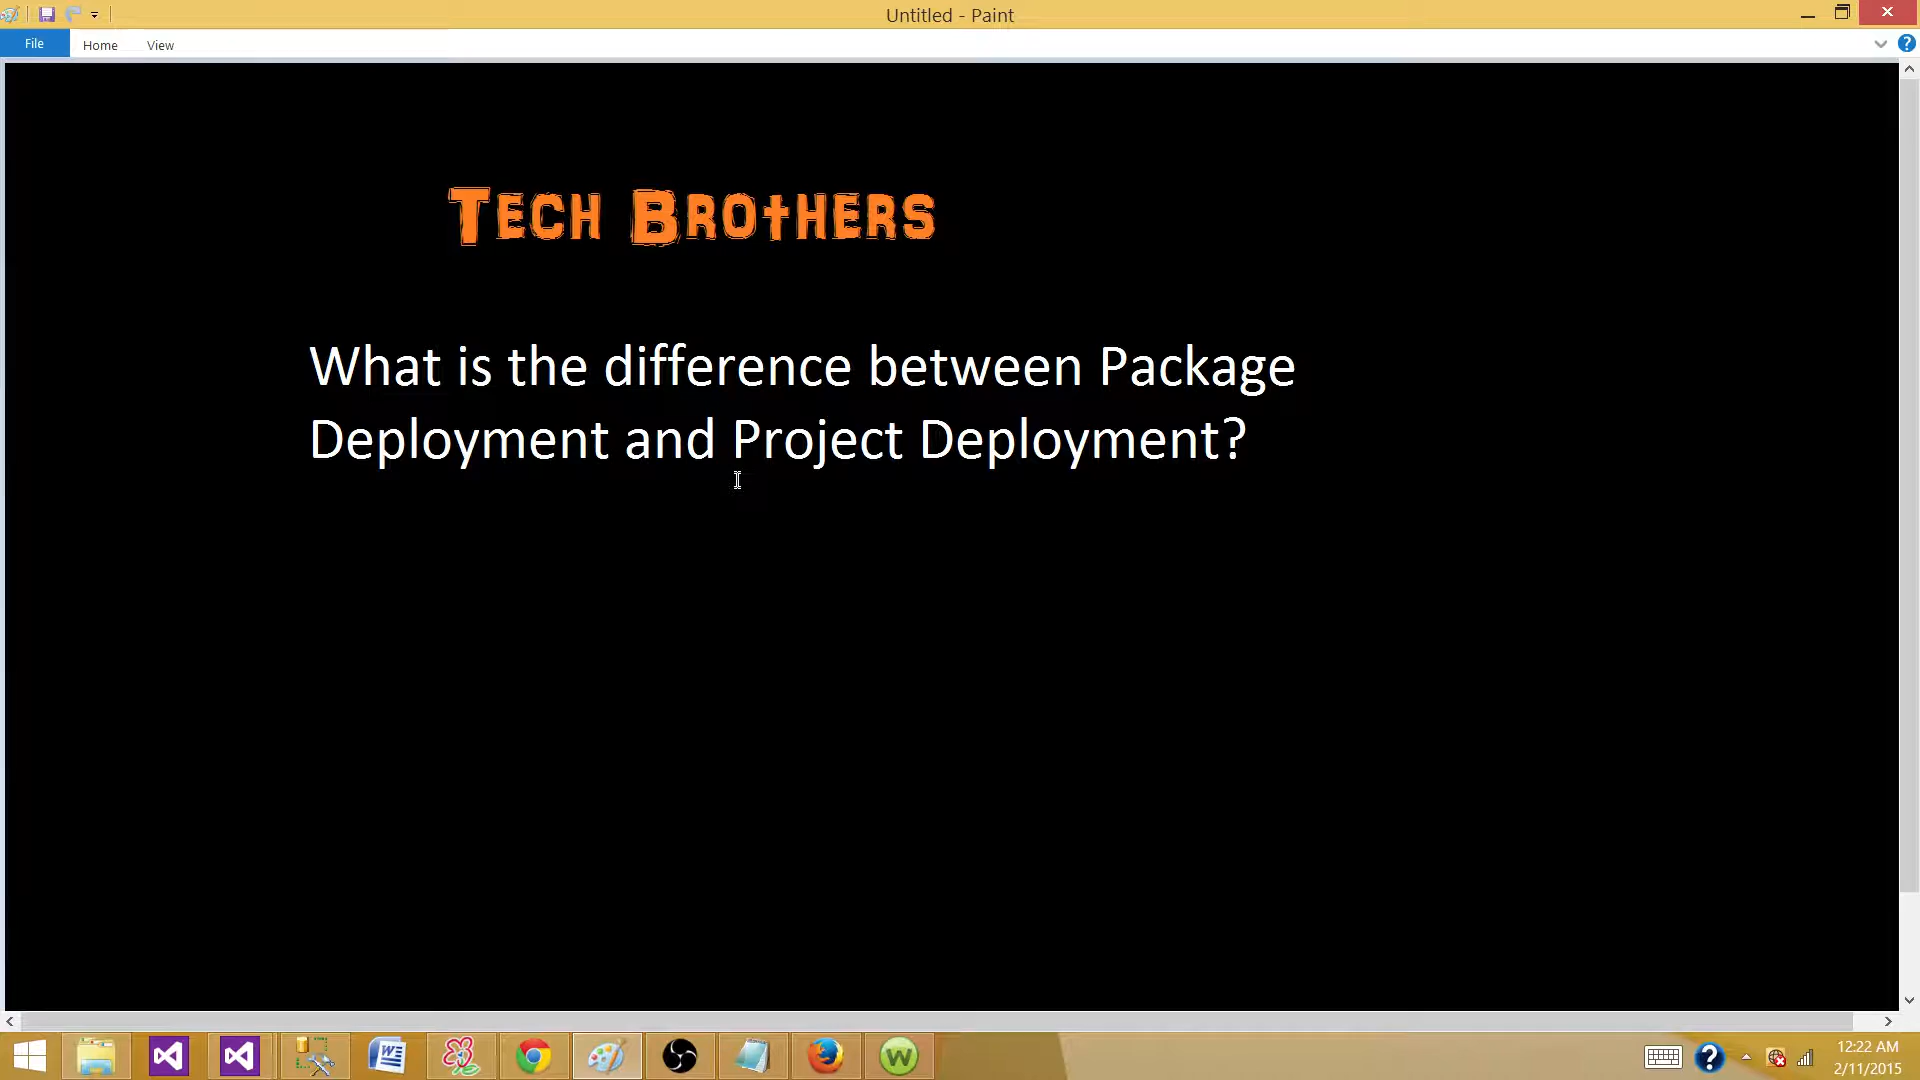 Untitled - Paint
File Home View
Tech Brothers
What is the difference between Package
Deployment and Project Deployment?
12:22 AM
2/11/2015